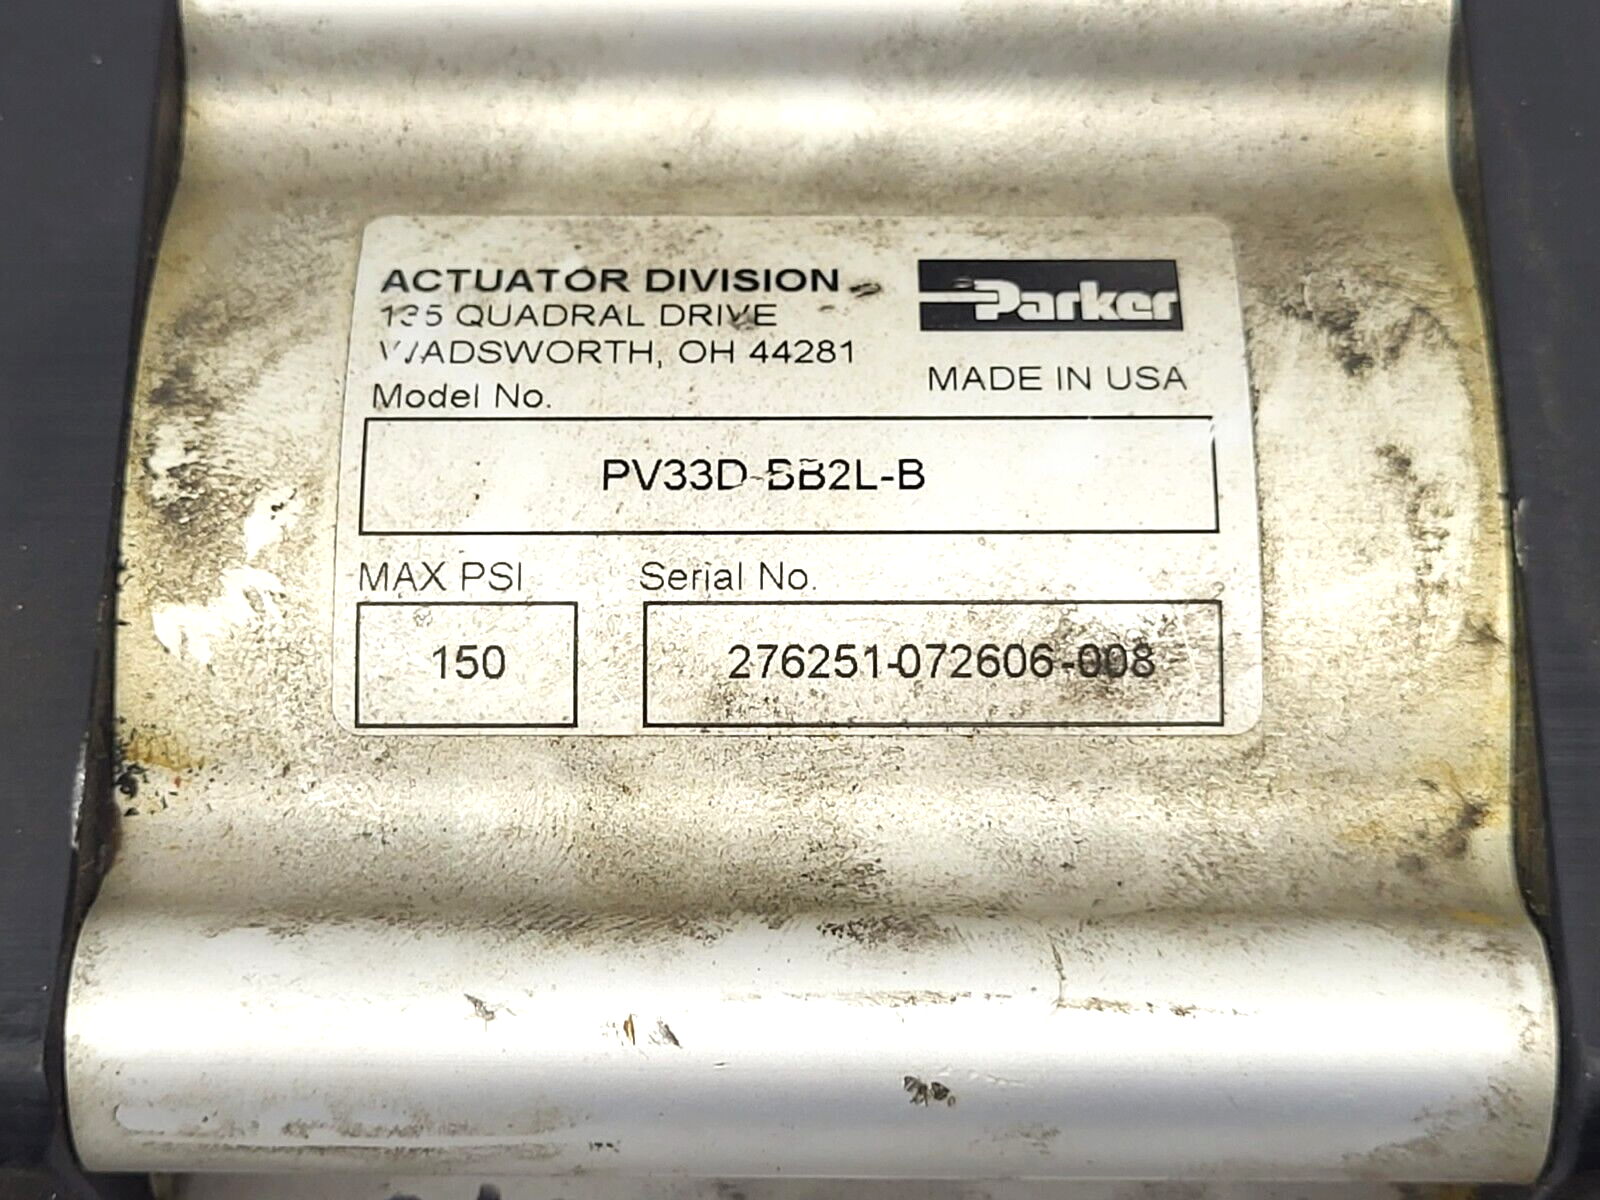 ACTUATOR DIVISION
135 QUADRAL DRIVE
WADSWORTH, OH 44281
Parker
MADE IN USA
Model No.
PV33D-BB2L-B
MAX PSI
150
Serial No.
276251-072606-008